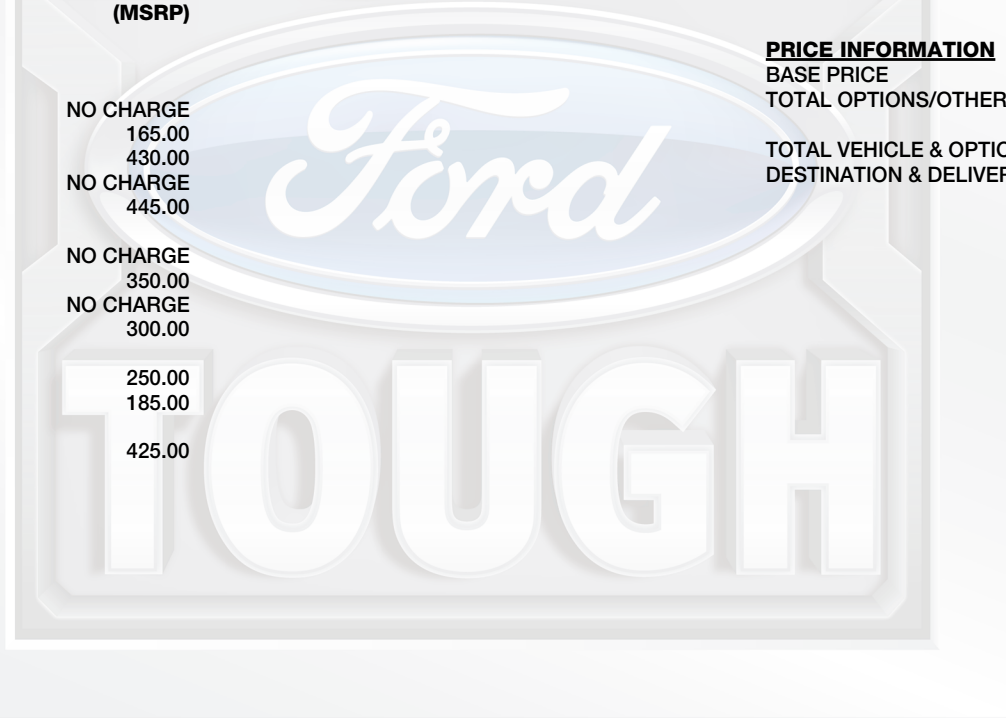 (MSRP)
NO CHARGE
165.00
430.00
NO CHARGE
445.00
NO CHARGE
350.00
NO CHARGE
300.00
250.00
185.00
425.00
PRICE INFORMATION
BASE PRICE
TOTAL OPTIONS/OTHER
TOTAL VEHICLE & OPTIO
DESTINATION & DELIVER
Ford
TOUGH